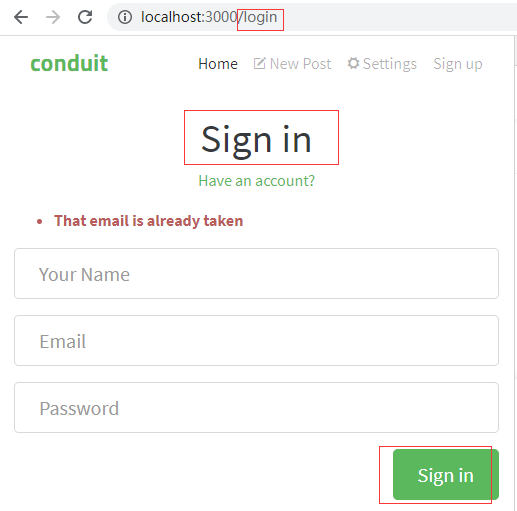 localhost:3000/login
conduit Home New Post Settings Sign up
Sign in
Have an account?
• That email is already taken
Your Name
Email
Password
Sign in